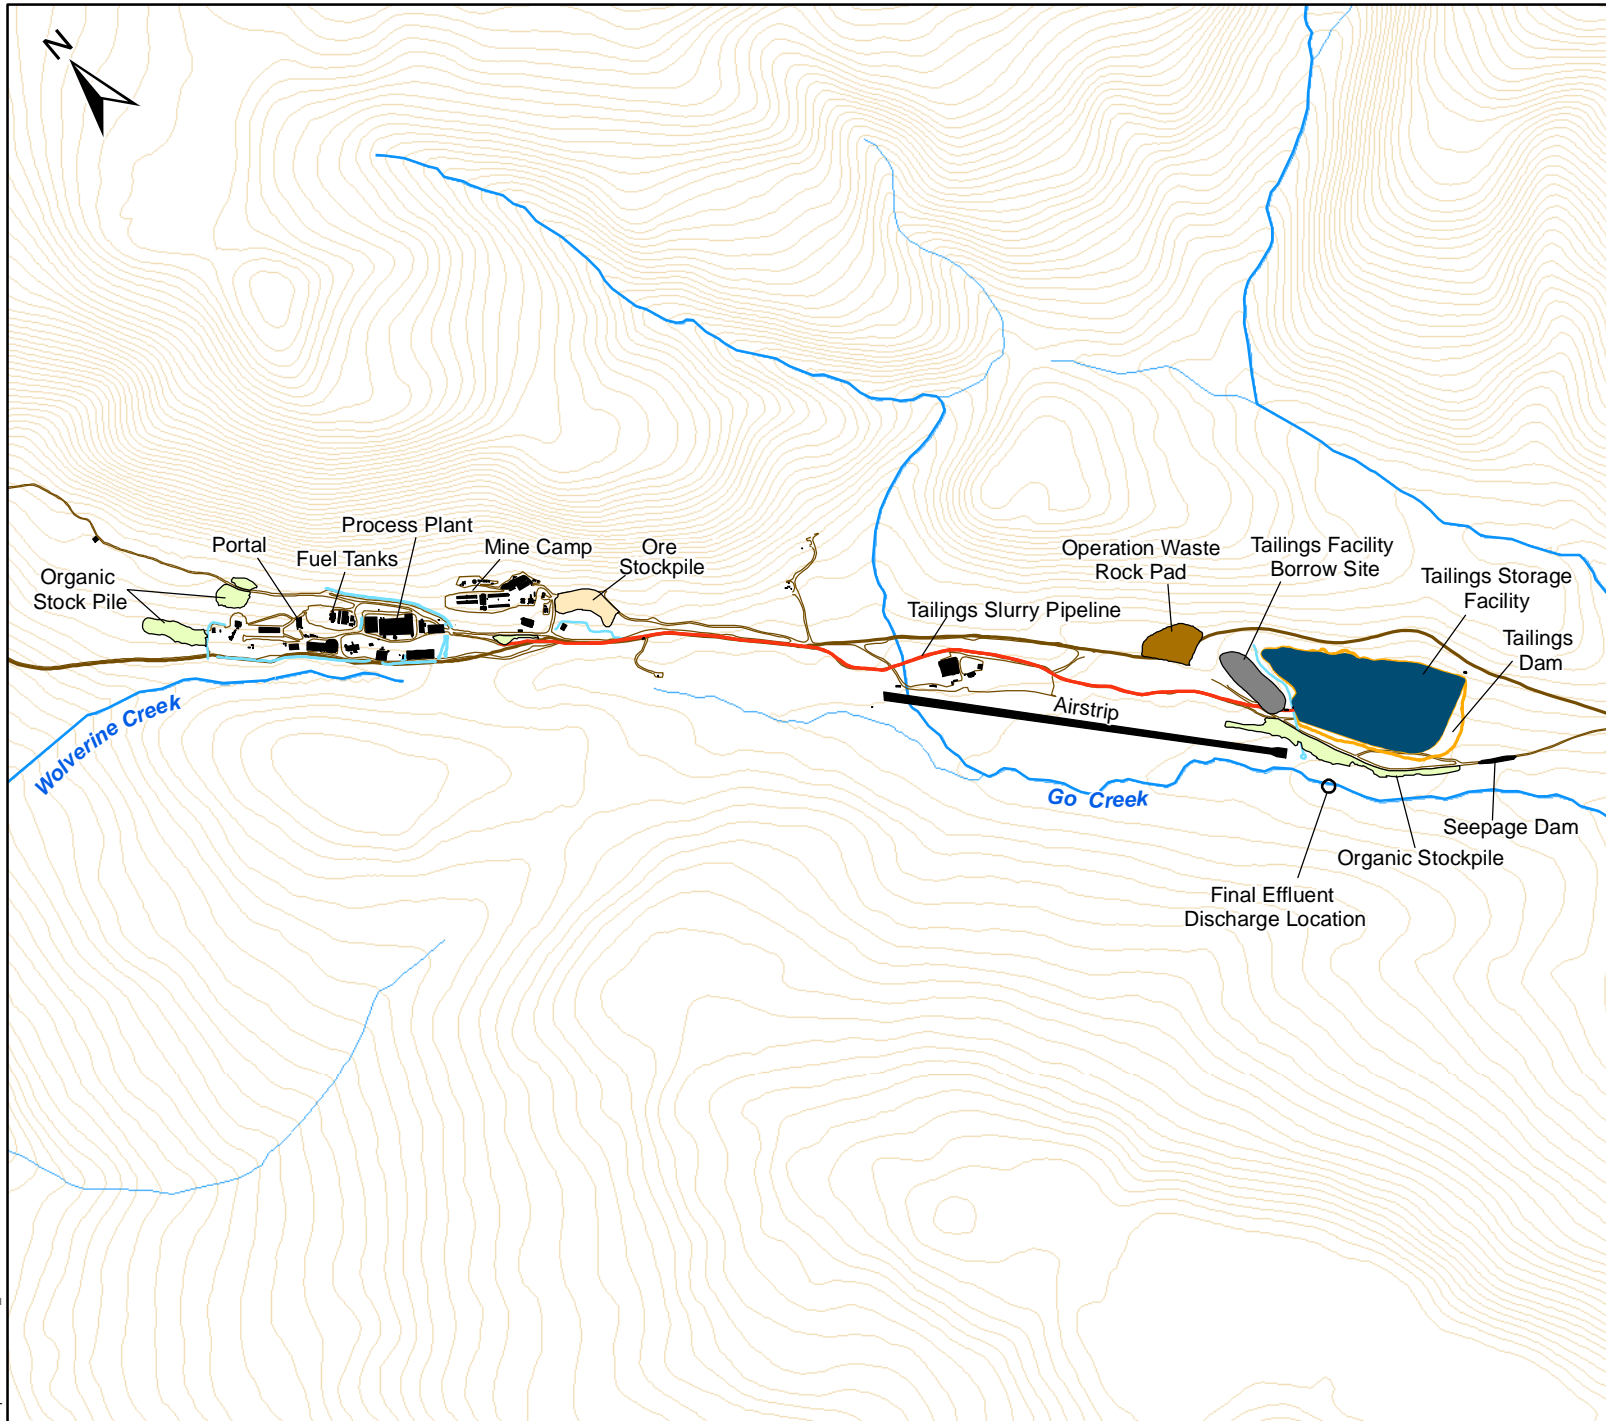 N
Process Plant
Portal
Fuel Tanks
Mine Camp
Ore
Stockpile
Organic
Stock Pile
Operation Waste
Rock Pad
Tailings Facility
Borrow Site
Tailings Storage
Facility
Tailings Slurry Pipeline
Tailings
Dam
Airstrip
Wolverine Creek
Go Creek
Seepage Dam
Organic Stockpile
Final Effluent
Discharge Location